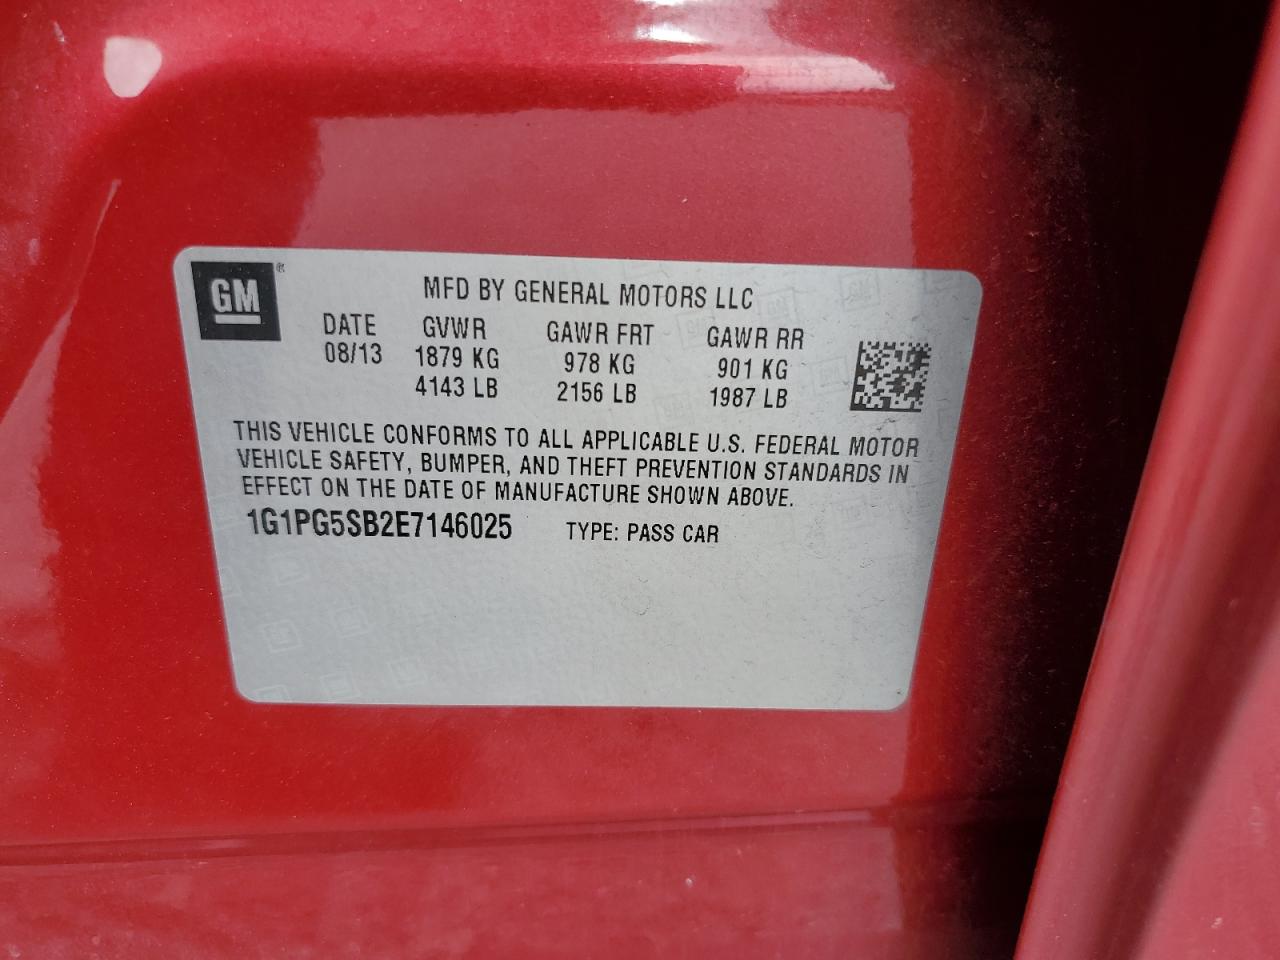 GM®
MFD BY GENERAL MOTORS LLC
DATE GVWR GAWR FRT GAWR RR
08/13 1879 KG 978 KG 901 KG
4143 LB 2156 LB 1987 LB
THIS VEHICLE CONFORMS TO ALL APPLICABLE U.S. FEDERAL MOTOR
VEHICLE SAFETY, BUMPER, AND THEFT PREVENTION STANDARDS IN
EFFECT ON THE DATE OF MANUFACTURE SHOWN ABOVE.
1G1PG5SB2E7146025 TYPE: PASS CAR